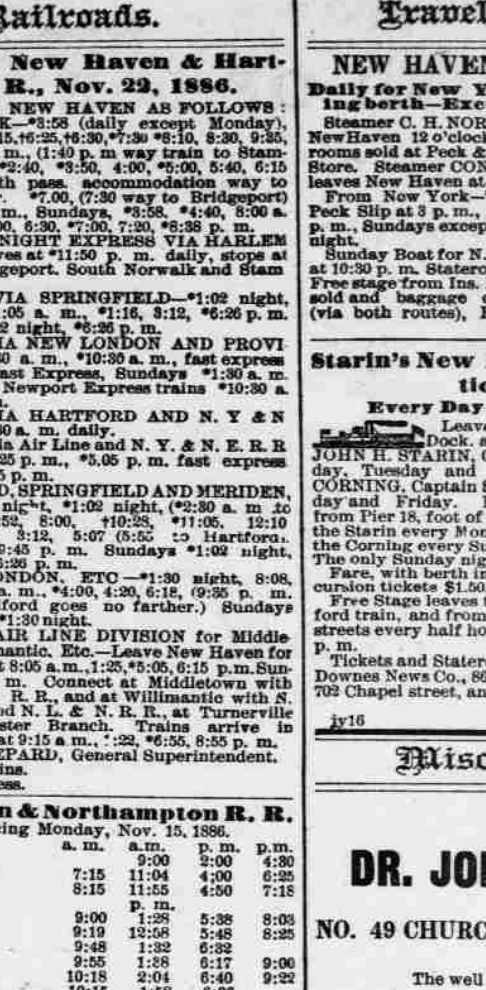 Railroads.
New Haven & Hart-
R., Nov. 22, 1886.
NEW HAVEN AS FOLLOWS :
K—*3:58 (daily except Monday),
15,†6:25,†6:30,*7:30 *8:10, 8:30, 9:35,
m., (1:40 p. m way train to Stam-
*2:40, *3:50, 4:00, *5:00, 5:40, 6:15
th pass. accommodation way to
*7.00, (7:30 way to Bridgeport)
m., Sundays, *3:58, *4:40, 8:00 a.
00, 6:30, *7:00, 7:20, *8:38 p. m.
NIGHT EXPRESS VIA HARLEM
ves at *11:50 p. m. daily, stops at
geport. South Norwalk and Stam
VIA SPRINGFIELD—*1:02 night,
:05 a. m., *1:16, 3:12, *6:26 p. m.
2 night, *6:26 p. m.
IA NEW LONDON AND PROVI
0 a. m., *10:30 a. m., fast express
ast Express, Sundays *1:30 a. m.
Newport Express trains *10:30 a
m.
IA HARTFORD AND N. Y & N
0 a. m. daily.
ia Air Line and N. Y. & N. E. R. R
25 p. m., *5.05 p. m. fast express
5 p. m.
D, SPRINGFIELD AND MERIDEN,
night, *1:02 night, (*2:30 a. m to
:52, 8:00, †10:28, *11:05, 12:10
3:12, 5:07 (5:55 to Hartford.
9:45 p. m. Sundays *1:02 night,
6:26 p. m.
ONDON, ETC—*1:30 night, 8:08,
a. m., *4:00, 4:20, 6:18, (9:35 p. m.
lford goes no farther.) Sundays
*1:30 night.
AIR LINE DIVISION for Middle-
mantic, Etc.—Leave New Haven for
t 8:05 a.m.,1:25,*5:05, 6:15 p.m.Sun-
m. Connect at Middletown with
R. R., and at Willimantic with N.
nd N. L. & N. R. R., at Turnerville
ster Branch. Trains arrive in
at 9:15 a m., :22, *6:55, 8:55 p. m.
EPARD, General Superintendent.
ins.
ess.
n & Northampton R. R.
ing Monday, Nov. 15, 1886.
a. m. a.m. p. m. p.m.
9:00 2:00 4:30
7:15 11:04 4;00 6:25
8:15 11:55 4:50 7:18
p. m.
9:00 1:28 5:38 8:03
9:19 12:58 5:48 8:25
9:48 1:32 6:32
9:55 1:38 6:17 9:00
10:18 2:04 6:40 9:22
Travel
NEW HAVEN
Daily for New Y
ing berth—Exc
Steamer C. H. NOR
New Haven 12 o'clock
rooms sold at Peck &
Store. Steamer CON
leaves New Haven at
From New York—
Peck Slip at 3 p. m.,
p. m., Sundays excep
night.
Sunday Boat for N.
at 10:30 p. m. Statero
Free stage from Ins.
sold and baggage c
(via both routes),
Starin's New
tic
Every Day
Leave
Dock. a
JOHN H. STARIN, C
day, Tuesday and
CORNING, Captain S
day and Friday.
from Pier 18, foot of
the Starin every Mon
the Corning every Su
The only Sunday nig
Fare, with berth in
cursion tickets $1.50.
Free Stage leaves t
ford train, and from
streets every half ho
p. m.
Tickets and Statero
Downes News Co., 86
702 Chapel street, an
jy16
Misc
DR. JOH
NO. 49 CHURC
The well